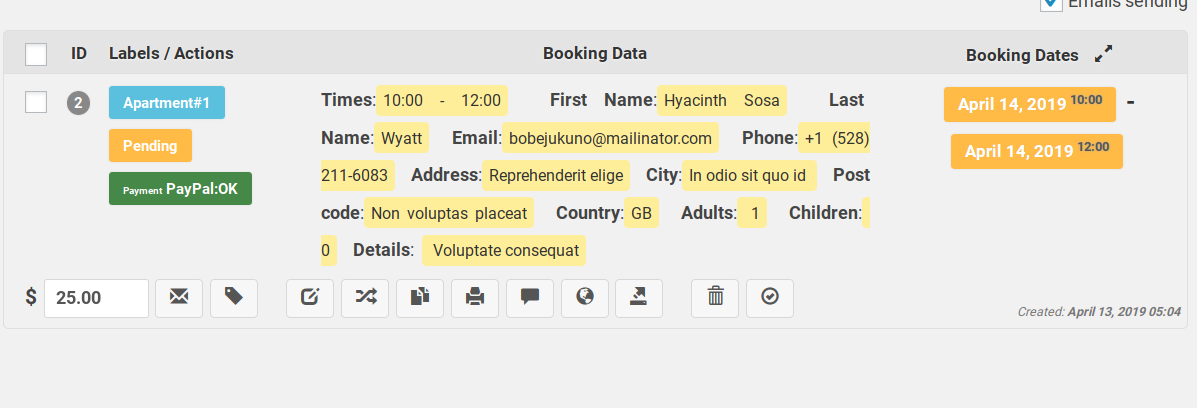 Emails sending
ID Labels / Actions Booking Data Booking Dates
2 Apartment#1
Pending
Payment PayPal:OK
Times: 10:00 - 12:00 First Name: Hyacinth Sosa Last
Name: Wyatt Email: bobejukuno@mailinator.com Phone: +1 (528)
211-6083 Address: Reprehenderit elige City: In odio sit quo id Post
code: Non voluptas placeat Country: GB Adults: 1 Children:
0 Details: Voluptate consequat
April 14, 2019 10:00 -
April 14, 2019 12:00
$ 25.00
Created: April 13, 2019 05:04